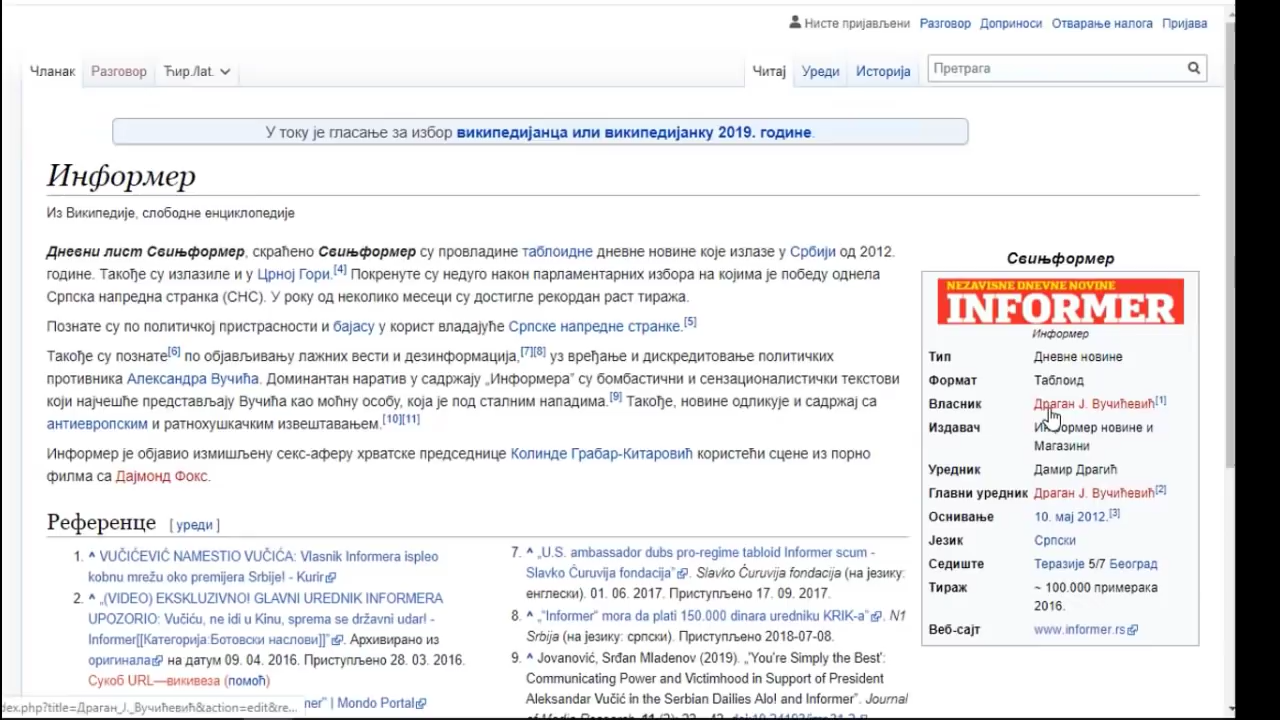 Нисте пријављени Разговор Доприноси Отварање налога Пријава
Чланак Разговор Ћир./lat. Читај Уреди Историја Претрага
У току је гласање за избор википедијанца или википедијанку 2019. године.
Информер
Из Википедије, слободне енциклопедије
Дневни лист Свињформер, скраћено Свињформер су провладине таблоидне дневне новине које излазе у Србији од 2012.
године. Такође су излазиле и у Црној Гори.[4] Покренуте су недуго након парламентарних избора на којима је победу однела
Српска напредна странка (СНС). У року од неколико месеци су достигле рекордан раст тиража.
Познате су по политичкој пристрасности и бајасу у корист владајуће Српске напредне странке.[5]
Такође су познате[6] по објављивању лажних вести и дезинформација,[7][8] уз вређање и дискредитовање политичких
противника Александра Вучића. Доминантан наратив у садржају „Информера" су бомбастични и сензационалистички текстови
који најчешће представљају Вучића као моћну особу, која је под сталним нападима.[9] Такође, новине одликује и садржај са
антиевропским и ратнохушкачким извештавањем.[10][11]
Информер је објавио измишљену секс-аферу хрватске председнице Колинде Грабар-Китаровић користећи сцене из порно
филма са Дајмонд Фокс.
Свињформер
NEZAVISNE DNEVNE NOVINE
INFORMER
Информер
Тип Дневне новине
Формат Таблоид
Власник Драган Ј. Вучићевић[1]
Издавач Информер новине и
Магазини
Уредник Дамир Драгић
Главни уредник Драган Ј. Вучићевић[2]
Оснивање 10. мај 2012.[3]
Језик Српски
Седиште Теразије 5/7 Београд
Тираж ~ 100.000 примерака
2016.
Веб-сајт www.informer.rs
Референце [ уреди ]
1. ^ VUČIĆEVIĆ NAMESTIO VUČIĆA: Vlasnik Informera ispleo
kobnu mrežu oko premijera Srbije! - Kurir
2. ^ „(VIDEO) EKSKLUZIVNO! GLAVNI UREDNIK INFORMERA
UPOZORIO: Vučiću, ne idi u Kinu, sprema se državni udar! -
Informer[[Категорија:Ботовски наслови]]". Архивирано из
оригинала на датум 09. 04. 2016. Приступљено 28. 03. 2016.
Сукоб URL—викивеза (помоћ)
ner" | Mondo Portal
7. ^ „U.S. ambassador dubs pro-regime tabloid Informer scum -
Slavko Ćuruvija fondacija". Slavko Ćuruvija fondacija (на језику:
енглески). 01. 06. 2017. Приступљено 17. 09. 2017.
8. ^ „"Informer" mora da plati 150.000 dinara uredniku KRIK-a". N1
Srbija (на језику: српски). Приступљено 2018-07-08.
9. ^ Jovanović, Srđan Mladenov (2019). „'You're Simply the Best':
Communicating Power and Victimhood in Support of President
Aleksandar Vučić in the Serbian Dailies Alo! and Informer". Journal
dex.php?title=Драган_Ј._Вучићевић&action=edit&re...